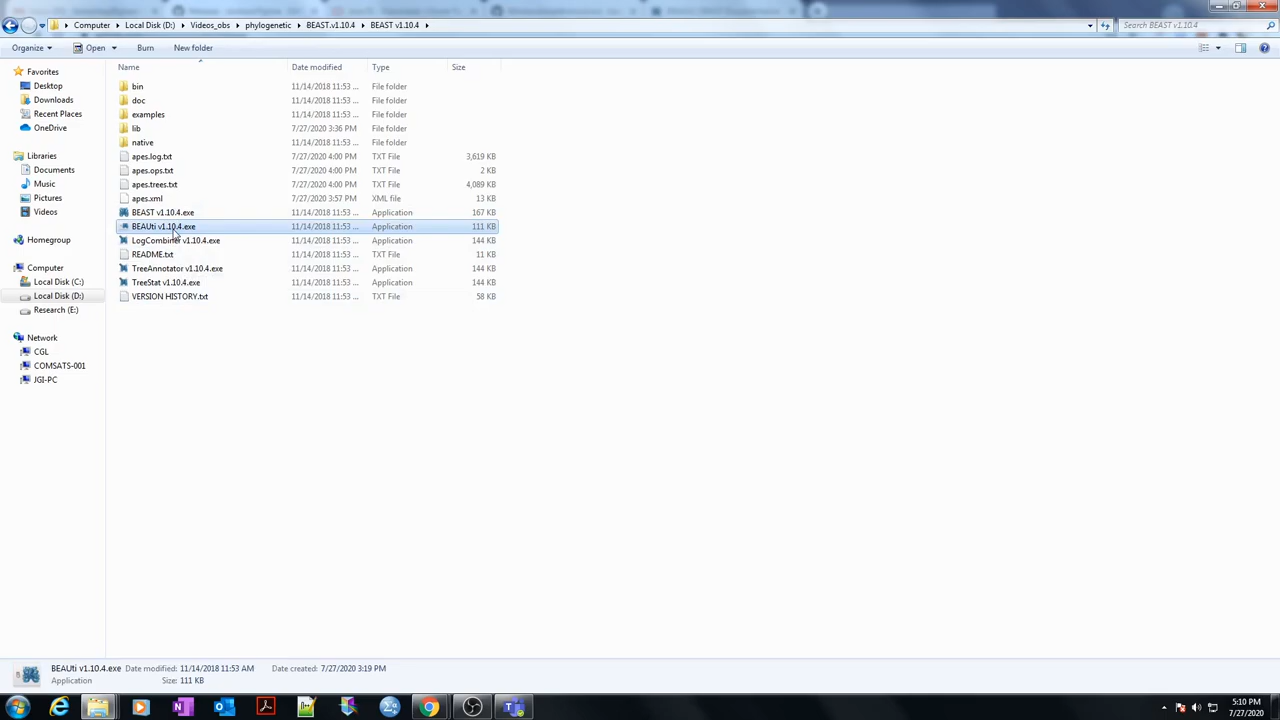 Computer ▸ Local Disk (D:) ▸ Videos_obs ▸ phylogenetic ▸ BEAST.v1.10.4 ▸ BEAST v1.10.4 ▸
Search BEAST v1.10.4
Organize Open Burn New folder
Name Date modified Type Size
Favorites
Desktop
Downloads
Recent Places
OneDrive
Libraries
Documents
Music
Pictures
Videos
Homegroup
Computer
Local Disk (C:)
Local Disk (D:)
Research (E:)
Network
CGL
COMSATS-001
JGI-PC
bin 11/14/2018 11:53 ... File folder
doc 11/14/2018 11:53 ... File folder
examples 11/14/2018 11:53 ... File folder
lib 7/27/2020 3:36 PM File folder
native 11/14/2018 11:53 ... File folder
apes.log.txt 7/27/2020 4:00 PM TXT File 3,619 KB
apes.ops.txt 7/27/2020 4:00 PM TXT File 2 KB
apes.trees.txt 7/27/2020 4:00 PM TXT File 4,089 KB
apes.xml 7/27/2020 3:57 PM XML file 13 KB
BEAST v1.10.4.exe 11/14/2018 11:53 ... Application 167 KB
BEAUti v1.10.4.exe 11/14/2018 11:53 ... Application 111 KB
LogCombiner v1.10.4.exe 11/14/2018 11:53 ... Application 144 KB
README.txt 11/14/2018 11:53 ... TXT File 11 KB
TreeAnnotator v1.10.4.exe 11/14/2018 11:53 ... Application 144 KB
TreeStat v1.10.4.exe 11/14/2018 11:53 ... Application 144 KB
VERSION HISTORY.txt 11/14/2018 11:53 ... TXT File 58 KB
BEAUti v1.10.4.exe Date modified: 11/14/2018 11:53 AM Date created: 7/27/2020 3:19 PM
Application Size: 111 KB
5:10 PM
7/27/2020